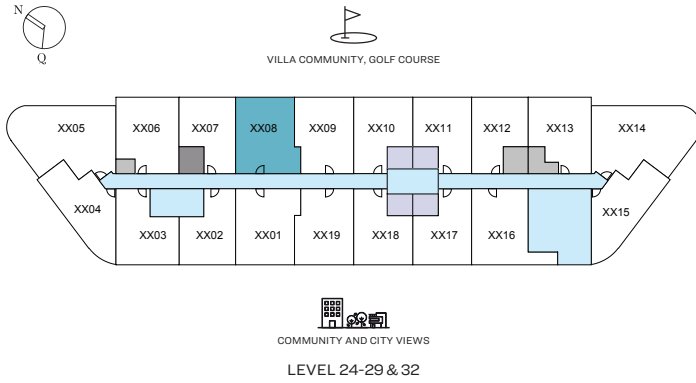 N
Q
VILLA COMMUNITY, GOLF COURSE
XX05 XX06 XX07 XX08 XX09 XX10 XX11 XX12 XX13 XX14
XX04 XX15
XX03 XX02 XX01 XX19 XX18 XX17 XX16
COMMUNITY AND CITY VIEWS
LEVEL 24-29 & 32